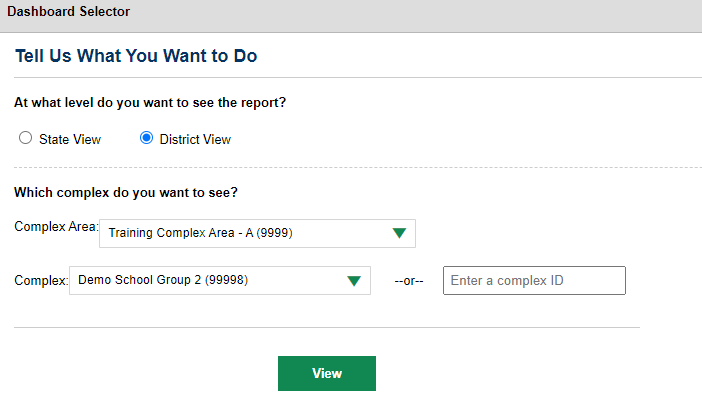 Dashboard Selector
Tell Us What You Want to Do
At what level do you want to see the report?
State View District View
Which complex do you want to see?
Complex Area: Training Complex Area - A (9999)
Complex: Demo School Group 2 (99998) --or-- Enter a complex ID
View